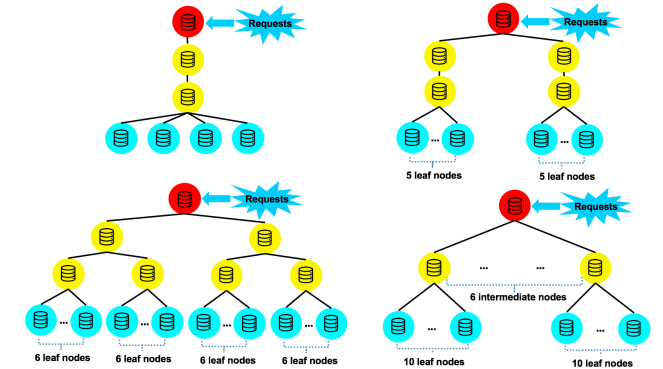 Requests
Requests
5 leaf nodes
5 leaf nodes
Requests
6 leaf nodes
6 leaf nodes
6 leaf nodes
6 leaf nodes
Requests
... ...
6 intermediate nodes
10 leaf nodes
10 leaf nodes